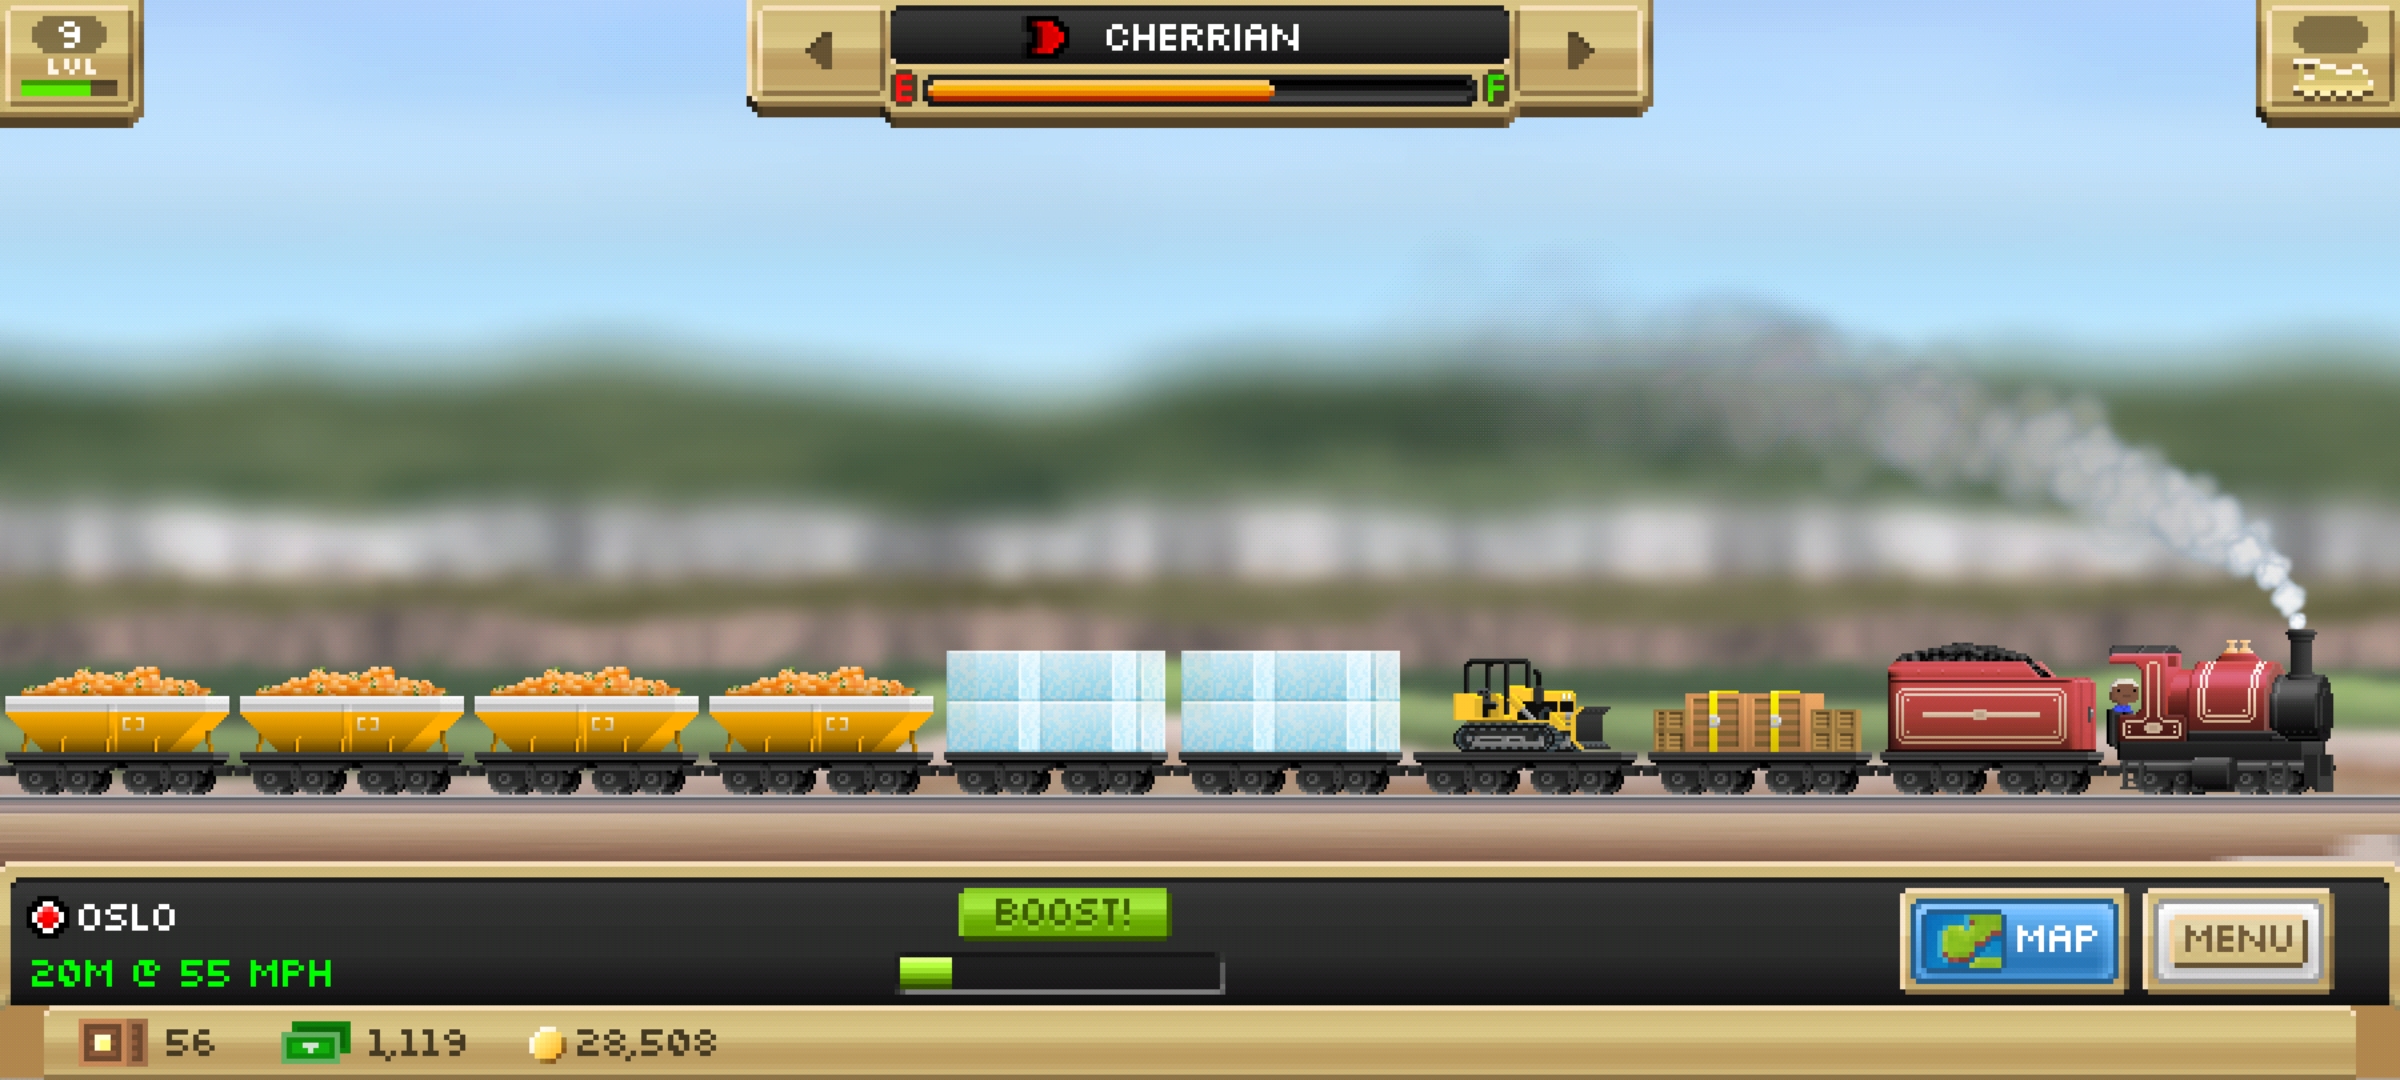 9
LVL
CHERRIAN
E F
OSLO
20M @ 55 MPH
BOOST!
MAP
MENU
56 1,119 28,508